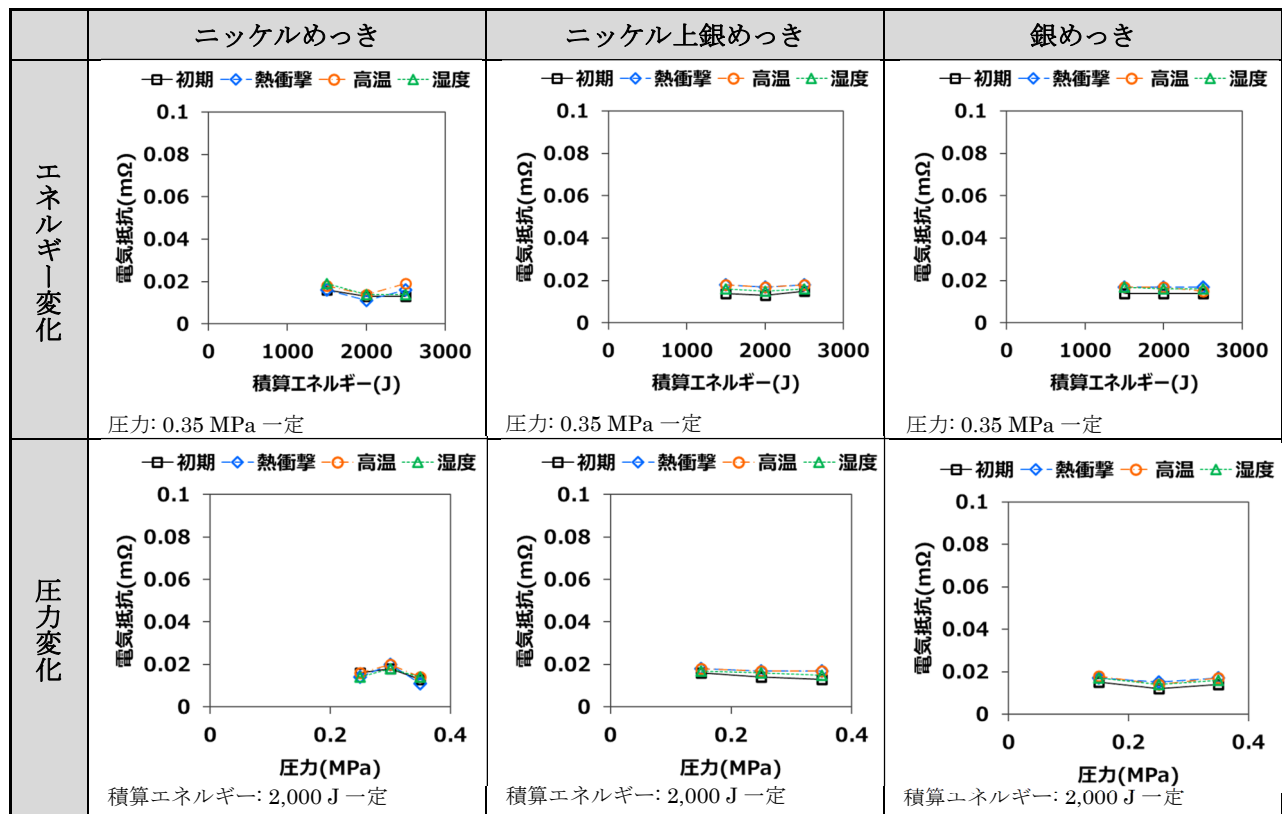 ニッケルめっき
ニッケル上銀めっき
銀めっき
エネルギー変化
初期 熱衝撃 高温 湿度
0.1
0.08
0.06
0.04
0.02
0
電気抵抗(mΩ)
0 1000 2000 3000
積算エネルギー(J)
圧力: 0.35 MPa 一定
初期 熱衝撃 高温 湿度
0.1
0.08
0.06
0.04
0.02
0
電気抵抗(mΩ)
0 1000 2000 3000
積算エネルギー(J)
圧力: 0.35 MPa 一定
初期 熱衝撃 高温 湿度
0.1
0.08
0.06
0.04
0.02
0
電気抵抗(mΩ)
0 1000 2000 3000
積算エネルギー(J)
圧力: 0.35 MPa 一定
圧力変化
初期 熱衝撃 高温 湿度
0.1
0.08
0.06
0.04
0.02
0
電気抵抗(mΩ)
0 0.2 0.4
圧力(MPa)
積算エネルギー: 2,000 J 一定
初期 熱衝撃 高温 湿度
0.1
0.08
0.06
0.04
0.02
0
電気抵抗(mΩ)
0 0.2 0.4
圧力(MPa)
積算エネルギー: 2,000 J 一定
初期 熱衝撃 高温 湿度
0.1
0.08
0.06
0.04
0.02
0
電気抵抗(mΩ)
0 0.2 0.4
圧力(MPa)
積算エネルギー: 2,000 J 一定